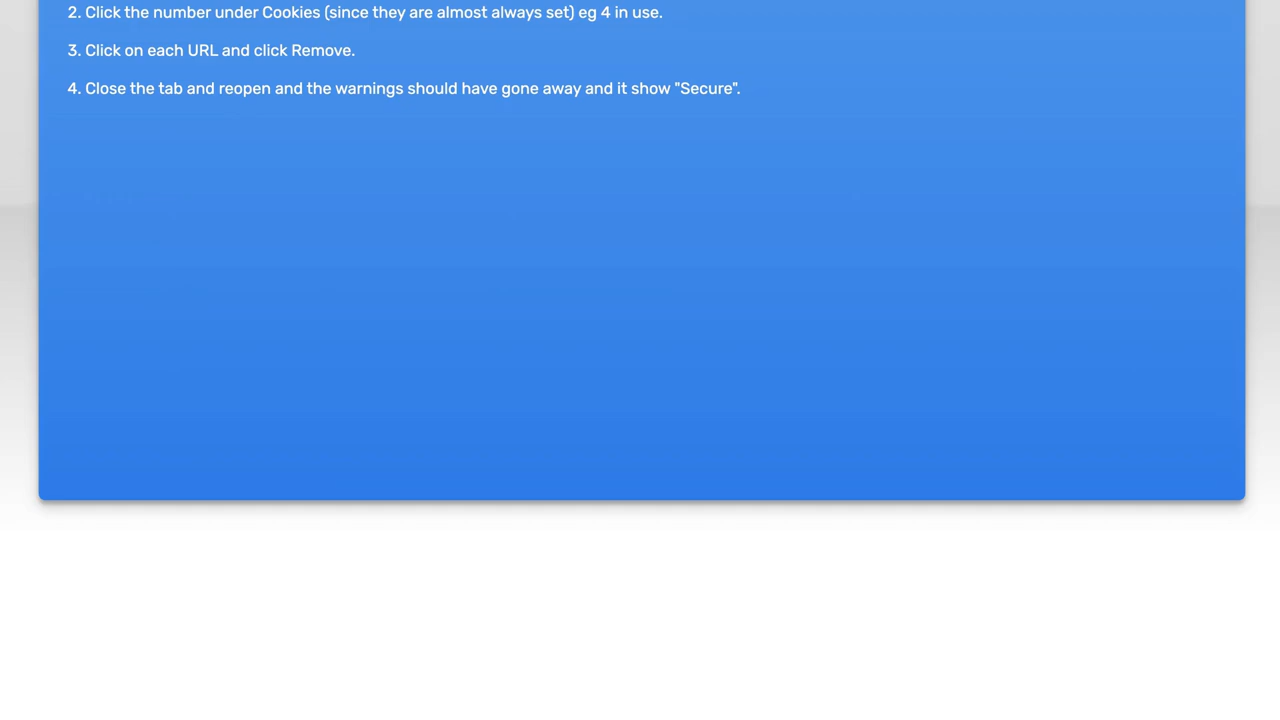 2. Click the number under Cookies (since they are almost always set) eg 4 in use.
3. Click on each URL and click Remove.
4. Close the tab and reopen and the warnings should have gone away and it show "Secure".